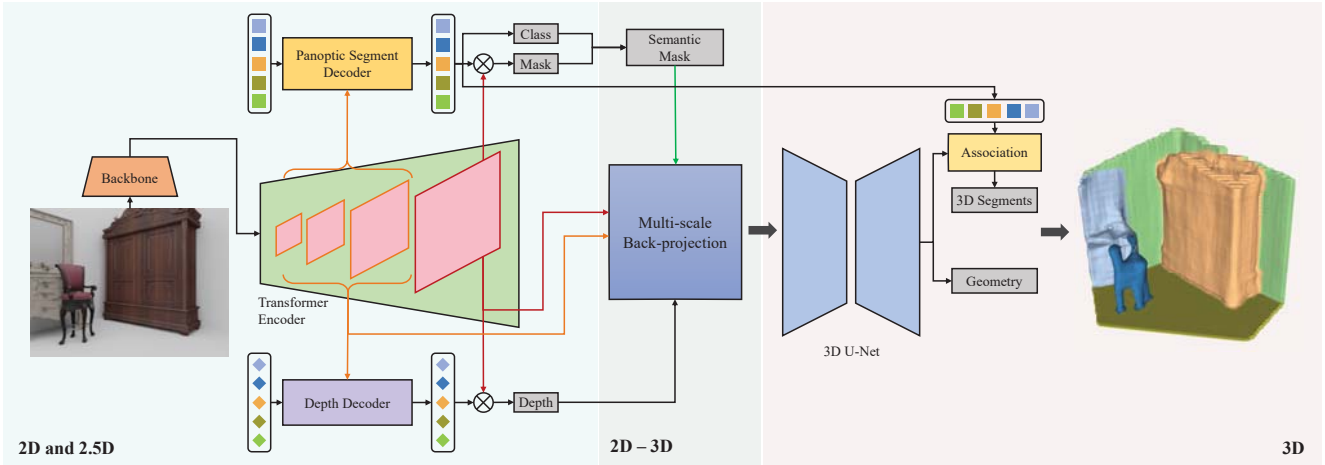 Panoptic Segment
Decoder
Class
Mask
Semantic
Mask
Backbone
Association
3D Segments
Multi-scale
Back-projection
Geometry
Transformer
Encoder
3D U-Net
Depth Decoder
Depth
2D and 2.5D
2D – 3D
3D